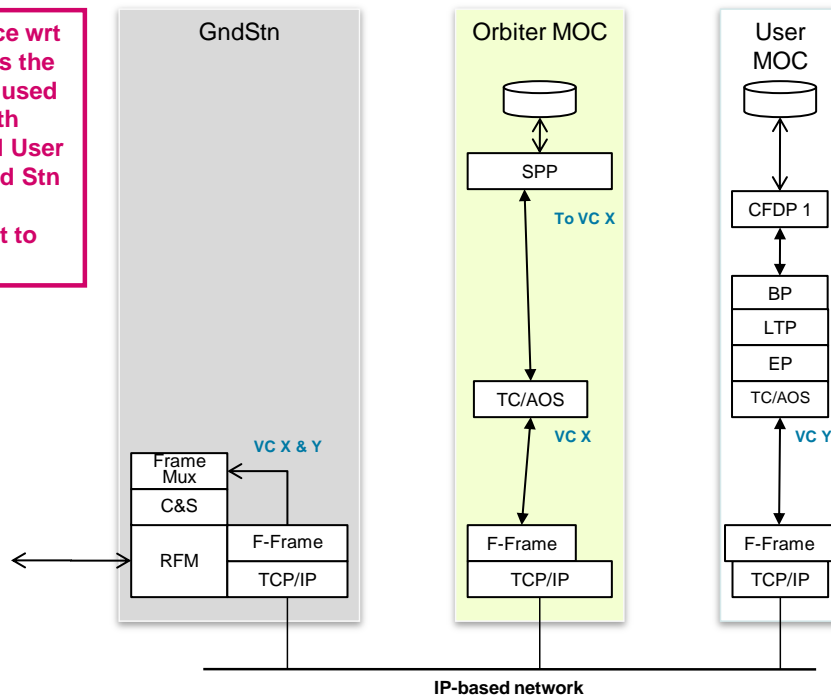 ce wrt
s the
used
th
l User
d Stn
t to
GndStn
Frame
Mux
C&S
RFM
VC X & Y
F-Frame
TCP/IP
Orbiter MOC
SPP
To VC X
TC/AOS
VC X
F-Frame
TCP/IP
User
MOC
CFDP 1
BP
LTP
EP
TC/AOS
VC Y
F-Frame
TCP/IP
IP-based network